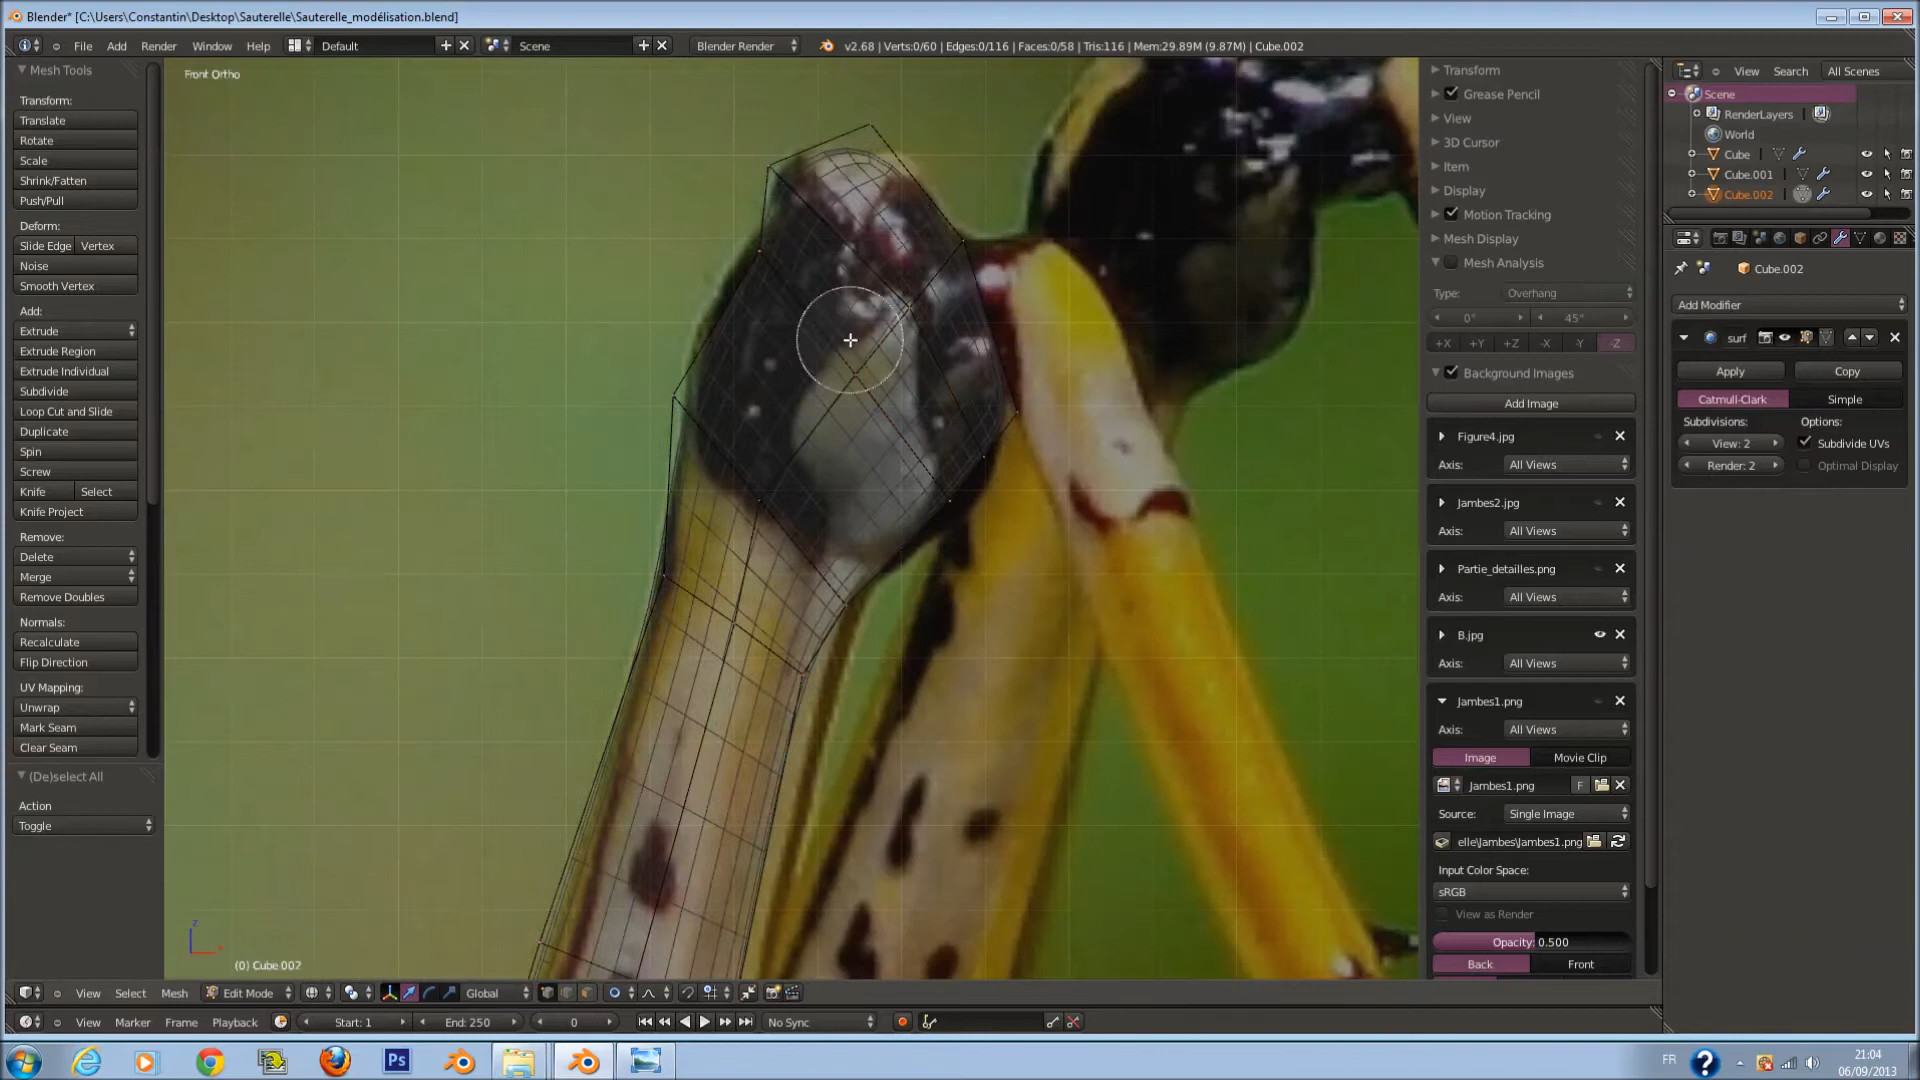 Blender* [C:\Users\Constantin\Desktop\Sauterelle\Sauterelle_modélisation.blend]
File Add Render Window Help Default Scene Blender Render v2.68 | Verts:0/60 | Edges:0/116 | Faces:0/58 | Tris:116 | Mem:29.89M (9.87M) | Cube.002
Mesh Tools
Transform:
Translate
Rotate
Scale
Shrink/Fatten
Push/Pull
Deform:
Slide Edge Vertex
Noise
Smooth Vertex
Add:
Extrude
Extrude Region
Extrude Individual
Subdivide
Loop Cut and Slide
Duplicate
Spin
Screw
Knife Select
Knife Project
Remove:
Delete
Merge
Remove Doubles
Normals:
Recalculate
Flip Direction
UV Mapping:
Unwrap
Mark Seam
Clear Seam
(De)select All
Action
Toggle
Front Ortho
z
x
(0) Cube.002
Transform
Grease Pencil
View
3D Cursor
Item
Display
Motion Tracking
Mesh Display
Mesh Analysis
Type: Overhang
0° 45°
+X +Y +Z -X -Y -Z
Background Images
Add Image
Figure4.jpg
Axis: All Views
Jambes2.jpg
Axis: All Views
Partie_detailles.png
Axis: All Views
B.jpg
Axis: All Views
Jambes1.png
Axis: All Views
Image Movie Clip
Jambes1.png F
Source: Single Image
elle\Jambes\Jambes1.png
Input Color Space:
sRGB
View as Render
Opacity: 0.500
Back Front
View Search All Scenes
Scene
RenderLayers
World
Cube
Cube.001
Cube.002
Cube.002
Add Modifier
surf
Apply Copy
Catmull-Clark Simple
Subdivisions: Options:
View: 2 Subdivide UVs
Render: 2 Optimal Display
View Select Mesh Edit Mode Global
View Marker Frame Playback Start: 1 End: 250 0 No Sync
Ps
FR
21:04
06/09/2013